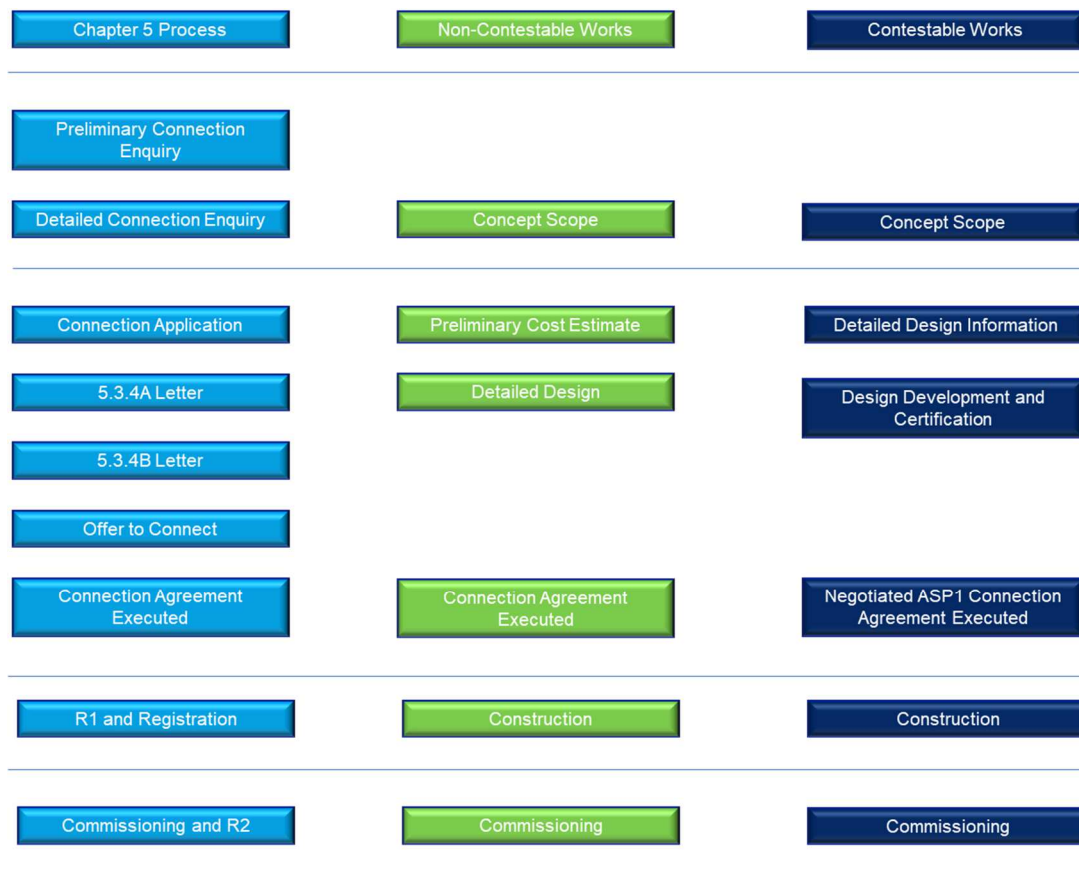 Chapter 5 Process
Non-Contestable Works
Contestable Works
Preliminary Connection
Enquiry
Detailed Connection Enquiry
Concept Scope
Concept Scope
Connection Application
Preliminary Cost Estimate
Detailed Design Information
5.3.4A Letter
Detailed Design
Design Development and
Certification
5.3.4B Letter
Offer to Connect
Connection Agreement
Executed
Connection Agreement
Executed
Negotiated ASP1 Connection
Agreement Executed
R1 and Registration
Construction
Construction
Commissioning and R2
Commissioning
Commissioning